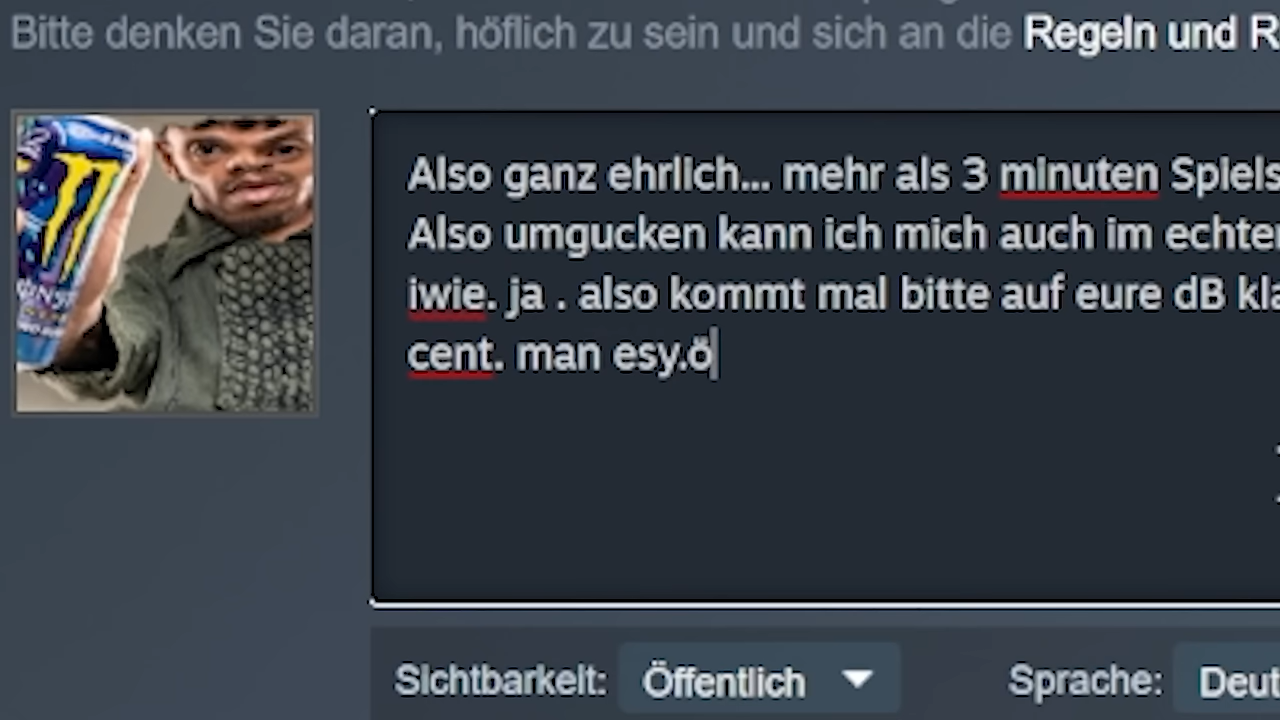 Bitte denken Sie daran, höflich zu sein und sich an die Regeln und R
Also ganz ehrlich... mehr als 3 minuten Spiels
Also umgucken kann ich mich auch im echten
iwie. ja . also kommt mal bitte auf eure dB kla
cent. man esy.ö
Sichtbarkeit: Öffentlich Sprache: Deut